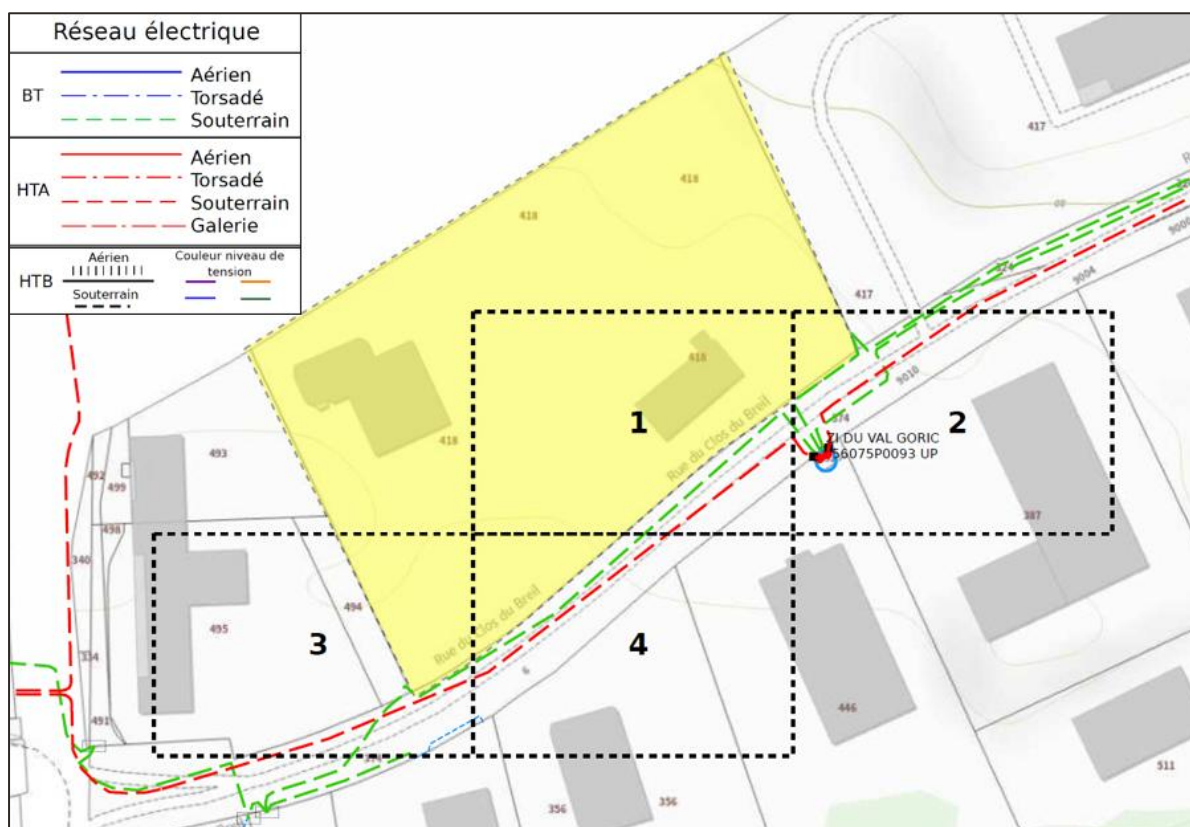 Réseau électrique
BT
Aérien
Torsadé
Souterrain
HTA
Aérien
Torsadé
Souterrain
Galerie
HTB
Aérien
Souterrain
Couleur niveau de
tension
417
418
418
417
418
418
9004
9010
374
Rue du Clos du Breil
1
2
ZI DU VAL GORIC
56075P0093 UP
493
492
499
498
340
387
494
495
3
Rue du Clos du Breil
4
6
334
491
446
511
356
356